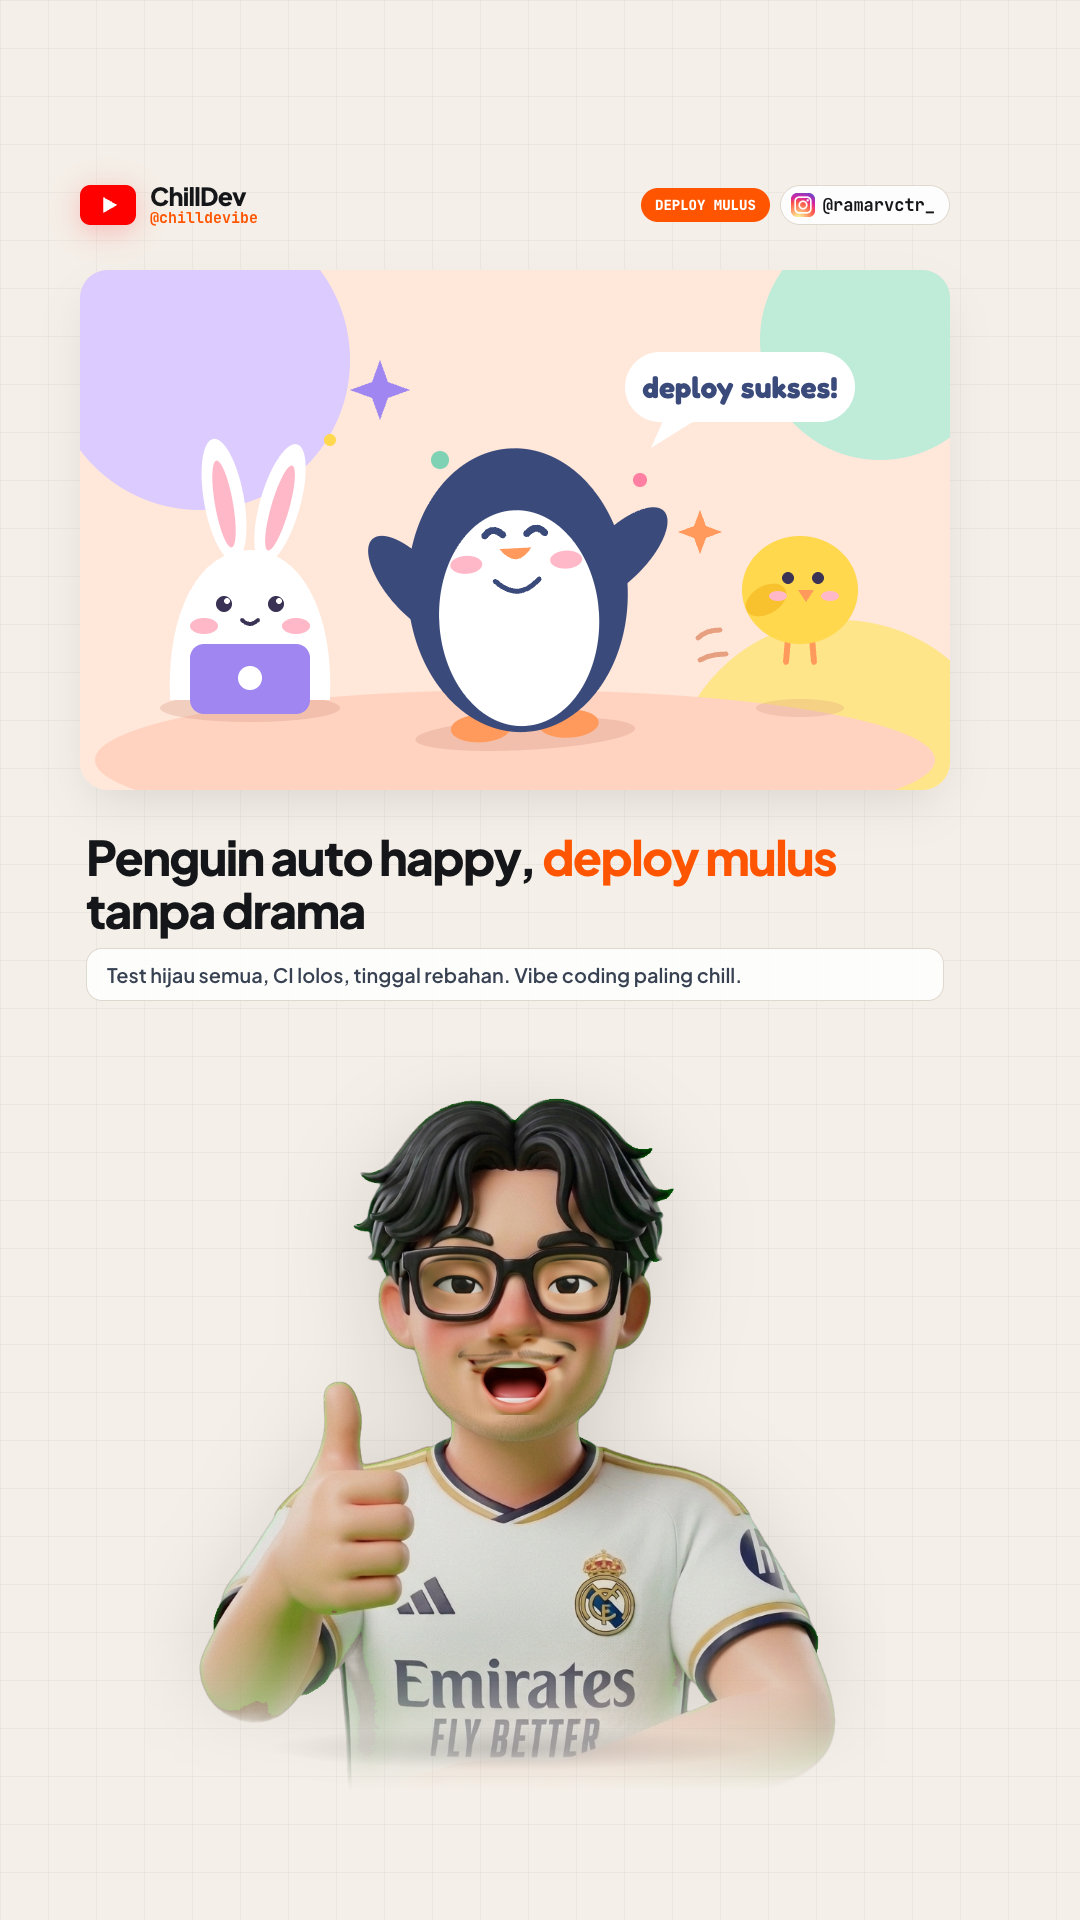 ChillDev
@chilldevibe
DEPLOY MULUS
@ramarvctr_
deploy sukses!
Penguin auto happy, deploy mulus
tanpa drama
Test hijau semua, CI lolos, tinggal rebahan. Vibe coding paling chill.
Emirates
FLY BETTER